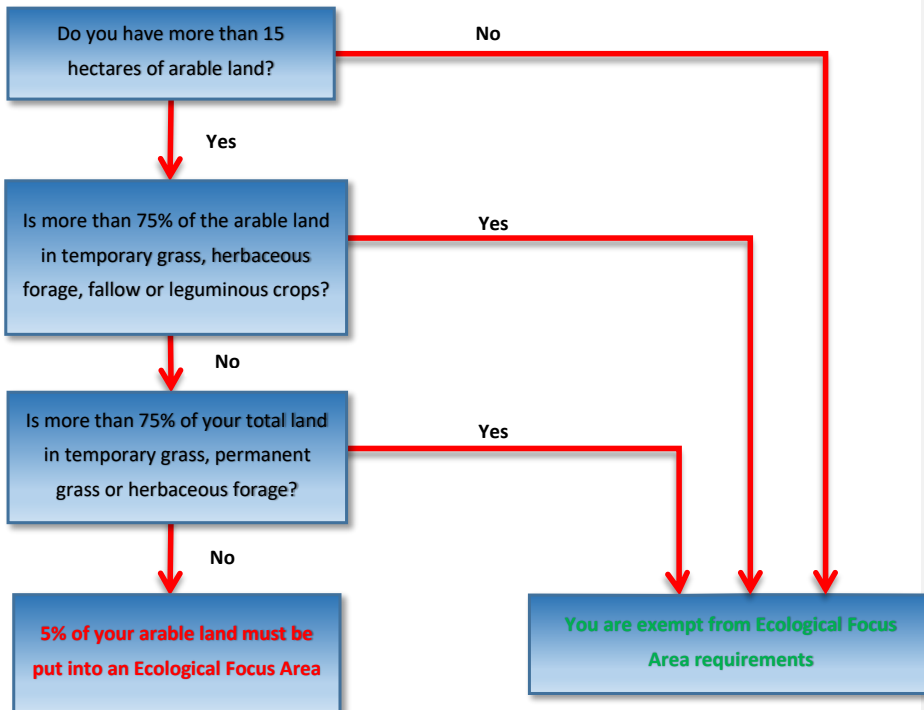 Do you have more than 15
hectares of arable land?
No
Yes
Is more than 75% of the arable land
in temporary grass, herbaceous
forage, fallow or leguminous crops?
Yes
No
Is more than 75% of your total land
in temporary grass, permanent
grass or herbaceous forage?
Yes
No
5% of your arable land must be
put into an Ecological Focus Area
You are exempt from Ecological Focus
Area requirements